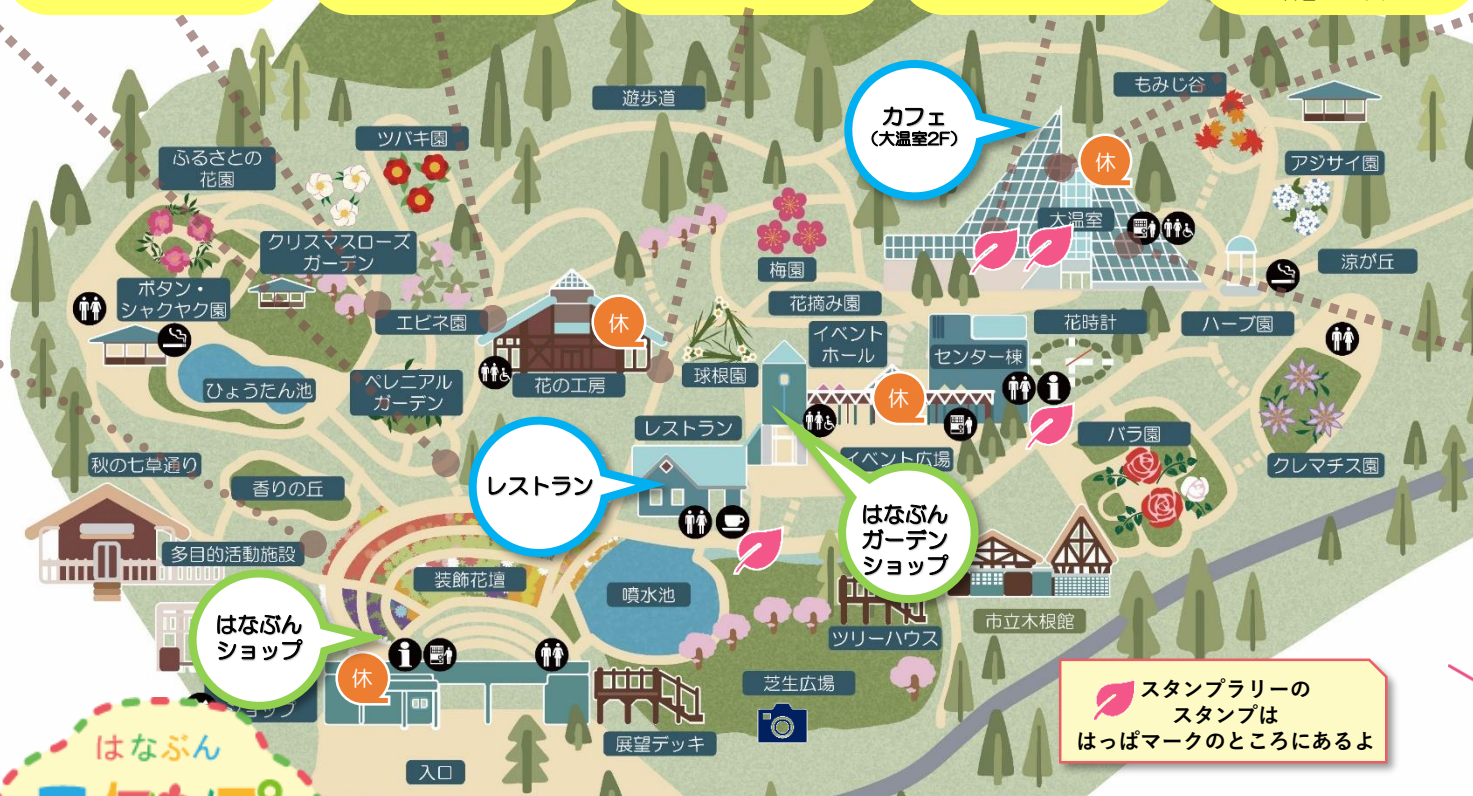 遊歩道
カフェ
(大温室2F)
もみじ谷
ツバキ園
ふるさとの
花園
休
アジサイ園
大温室
クリスマスローズ
ガーデン
梅園
涼が丘
ボタン・
シャクヤク園
エビネ園
休
花摘み園
イベント
ホール
センター棟
花時計
ハーブ園
ひょうたん池
ペレニアル
ガーデン
花の工房
球根園
休
レストラン
バラ園
イベント広場
クレマチス園
秋の七草通り
香りの丘
レストラン
はなぶん
ガーデン
ショップ
多目的活動施設
装飾花壇
噴水池
はなぶん
ショップ
ツリーハウス
市立木根館
休
芝生広場
スタンプラリーの
スタンプは
はっぱマークのところにあるよ
ショップ
展望デッキ
はなぶん
入口